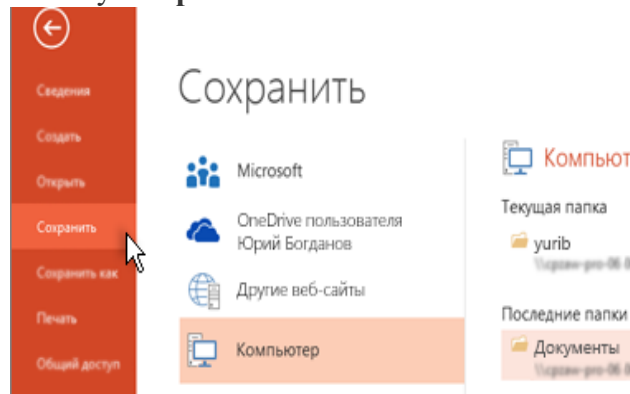 Сведения
Создать
Открыть
Сохранить
Сохранить как
Печать
Общий доступ
Сохранить
Microsoft
OneDrive пользователя
Юрий Богданов
Другие веб-сайты
Компьютер
Компьют
Текущая папка
yurib
Последние папки
Документы